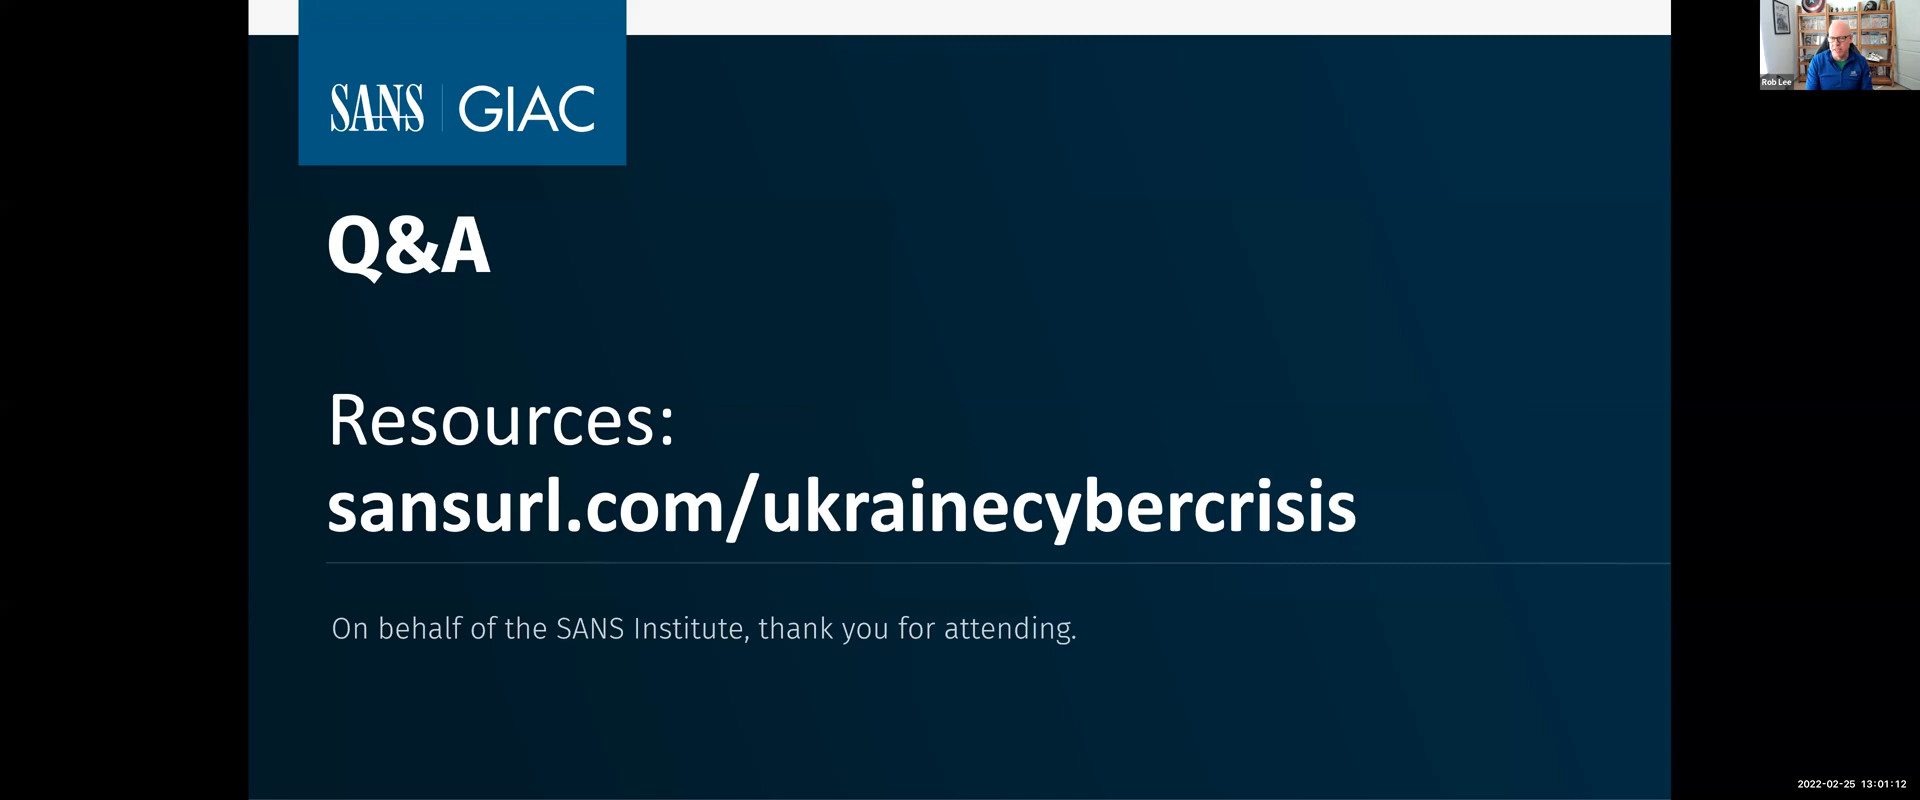 SANS | GIAC
Rob Lee
Q&A
Resources:
sansurl.com/ukrainecybercrisis
On behalf of the SANS Institute, thank you for attending.
2022-02-25 13:01:12